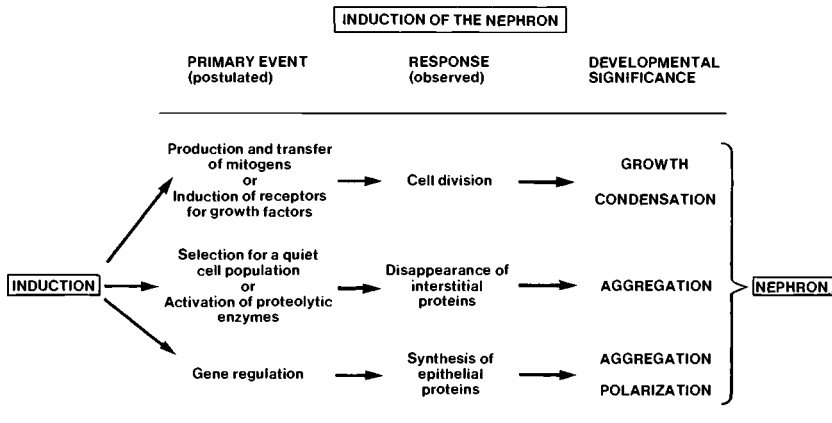 INDUCTION OF THE NEPHRON
PRIMARY EVENT
(postulated)
RESPONSE
(observed)
DEVELOPMENTAL
SIGNIFICANCE
Production and transfer
of mitogens
or
Induction of receptors
for growth factors
Cell division
GROWTH
CONDENSATION
INDUCTION
Selection for a quiet
cell population
or
Activation of proteolytic
enzymes
Disappearance of
interstitial
proteins
AGGREGATION
NEPHRON
Gene regulation
Synthesis of
epithelial
proteins
AGGREGATION
POLARIZATION